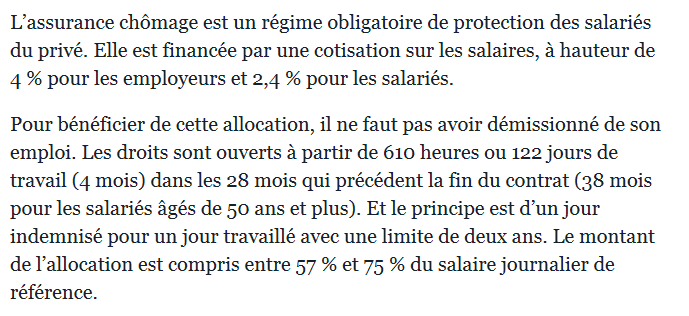 L’assurance chômage est un régime obligatoire de protection des salariés
du privé. Elle est financée par une cotisation sur les salaires, à hauteur de
4 % pour les employeurs et 2,4 % pour les salariés.
Pour bénéficier de cette allocation, il ne faut pas avoir démissionné de son
emploi. Les droits sont ouverts à partir de 610 heures ou 122 jours de
travail (4 mois) dans les 28 mois qui précédent la fin du contrat (38 mois
pour les salariés âgés de 50 ans et plus). Et le principe est d’un jour
indemnisé pour un jour travaillé avec une limite de deux ans. Le montant
de l’allocation est compris entre 57 % et 75 % du salaire journalier de
référence.